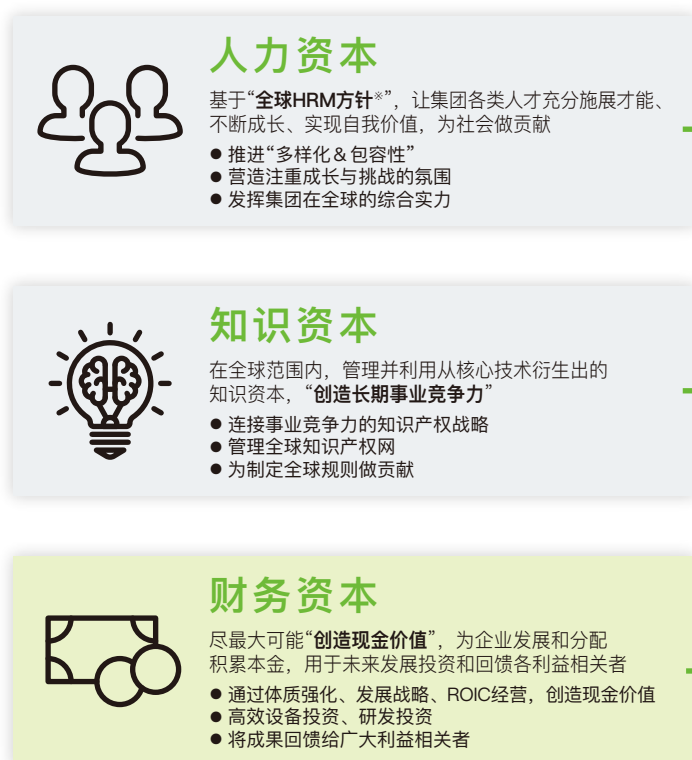 人力资本
基于“全球HRM方针※”，让集团各类人才充分施展才能、
不断成长、实现自我价值，为社会做贡献
● 推进“多样化＆包容性”
● 营造注重成长与挑战的氛围
● 发挥集团在全球的综合实力
知识资本
在全球范围内，管理并利用从核心技术衍生出的
知识资本，“创造长期事业竞争力”
● 连接事业竞争力的知识产权战略
● 管理全球知识产权网
● 为制定全球规则做贡献
财务资本
尽最大可能“创造现金价值”，为企业发展和分配
积累本金，用于未来发展投资和回馈各利益相关者
● 通过体质强化、发展战略、ROIC经营，创造现金价值
● 高效设备投资、研发投资
● 将成果回馈给广大利益相关者